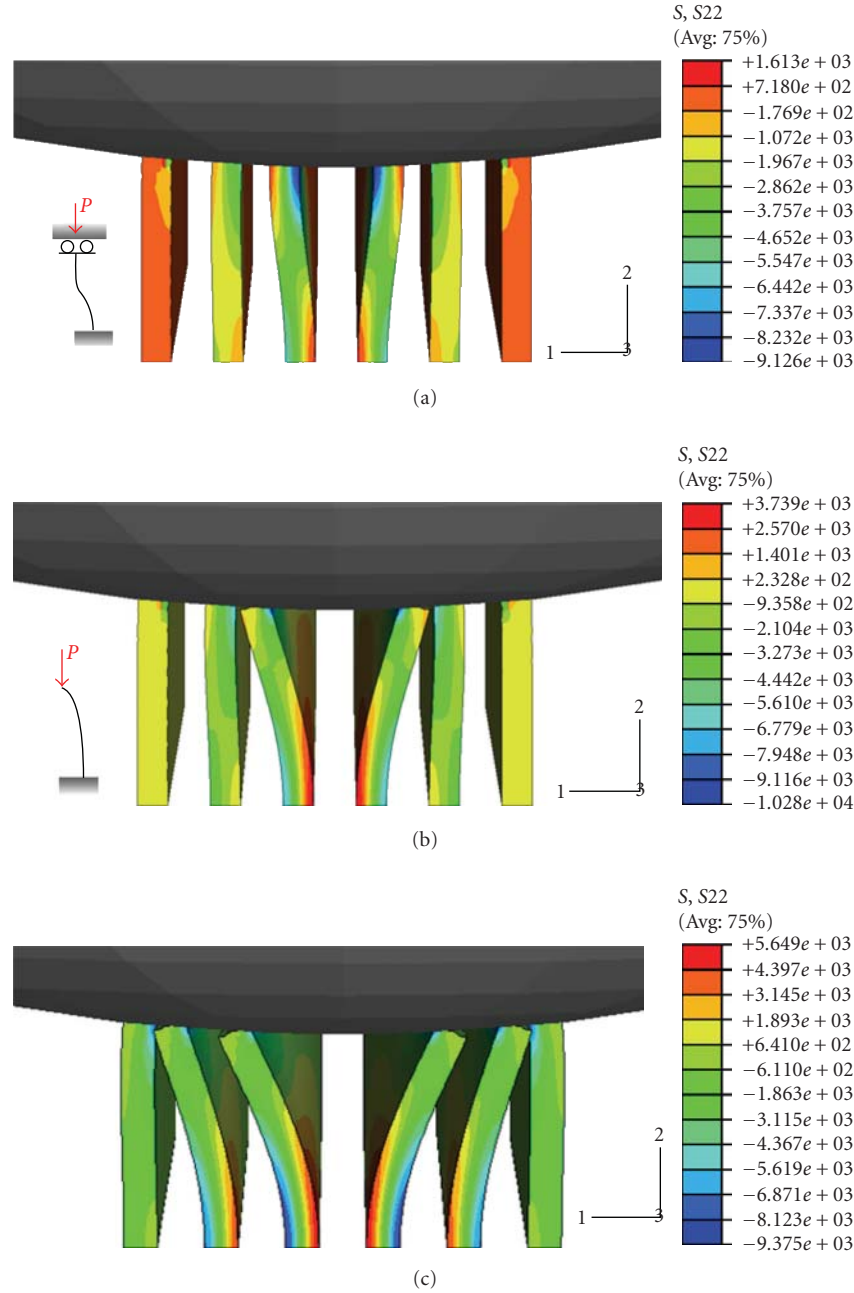 S, S22
(Avg: 75%)
+1.613e + 03
+7.180e + 02
−1.769e + 02
−1.072e + 03
−1.967e + 03
−2.862e + 03
−3.757e + 03
−4.652e + 03
−5.547e + 03
−6.442e + 03
−7.337e + 03
−8.232e + 03
−9.126e + 03
P
2
1
3
(a)
S, S22
(Avg: 75%)
+3.739e + 03
+2.570e + 03
+1.401e + 03
+2.328e + 02
−9.358e + 02
−2.104e + 03
−3.273e + 03
−4.442e + 03
−5.610e + 03
−6.779e + 03
−7.948e + 03
−9.116e + 03
−1.028e + 04
P
2
1
3
(b)
S, S22
(Avg: 75%)
+5.649e + 03
+4.397e + 03
+3.145e + 03
+1.893e + 03
+6.410e + 02
−6.110e + 02
−1.863e + 03
−3.115e + 03
−4.367e + 03
−5.619e + 03
−6.871e + 03
−8.123e + 03
−9.375e + 03
2
1
3
(c)